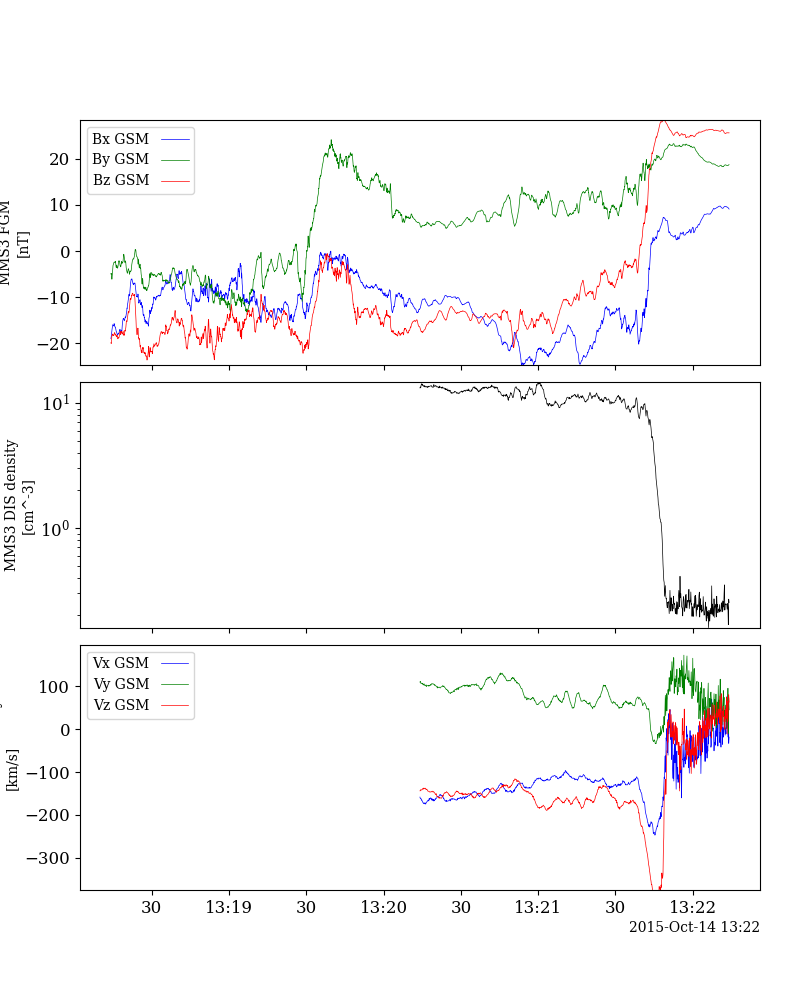 Bx GSM
By GSM
Bz GSM
20
10
0
−10
−20
MMS3 FGM
[nT]
10^1
10^0
MMS3 DIS density
[cm^-3]
Vx GSM
Vy GSM
Vz GSM
100
0
−100
−200
−300
[km/s]
30 13:19 30 13:20 30 13:21 30 13:22
2015-Oct-14 13:22